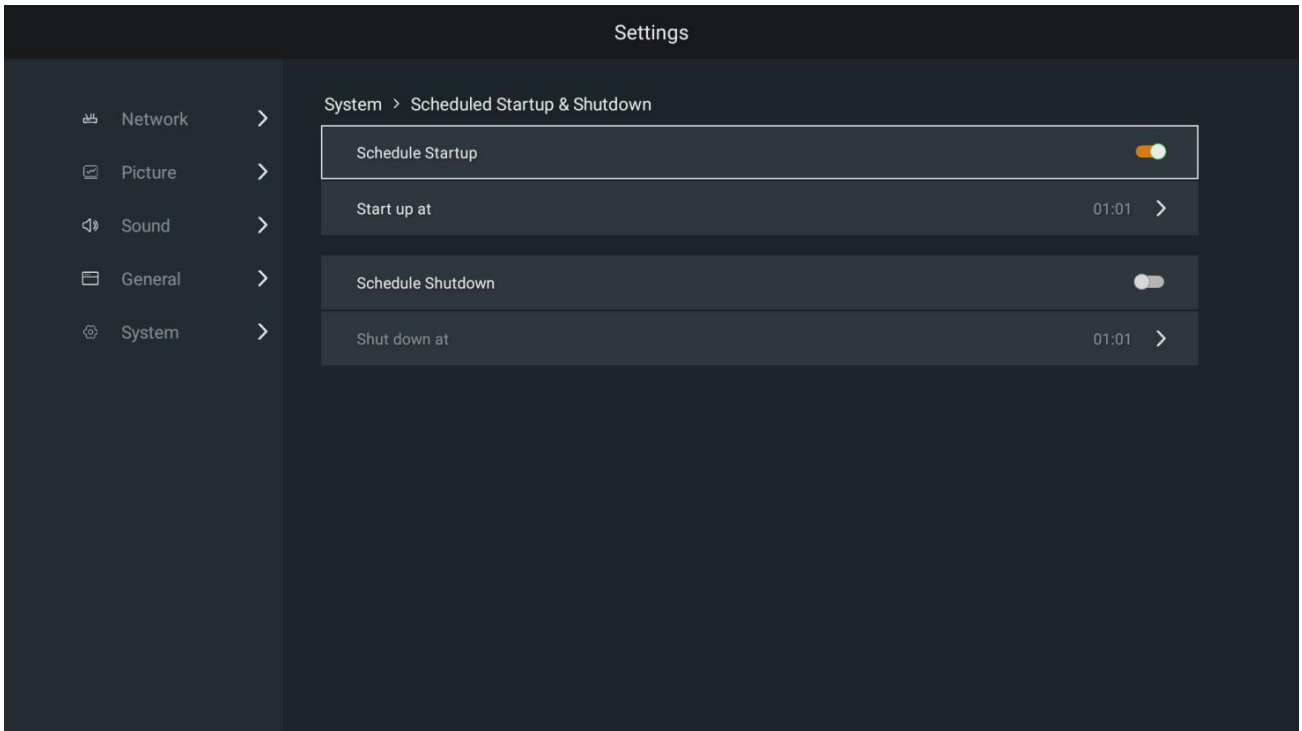 Settings
Network
Picture
Sound
General
System
System > Scheduled Startup & Shutdown
Schedule Startup
Start up at 01:01
Schedule Shutdown
Shut down at 01:01